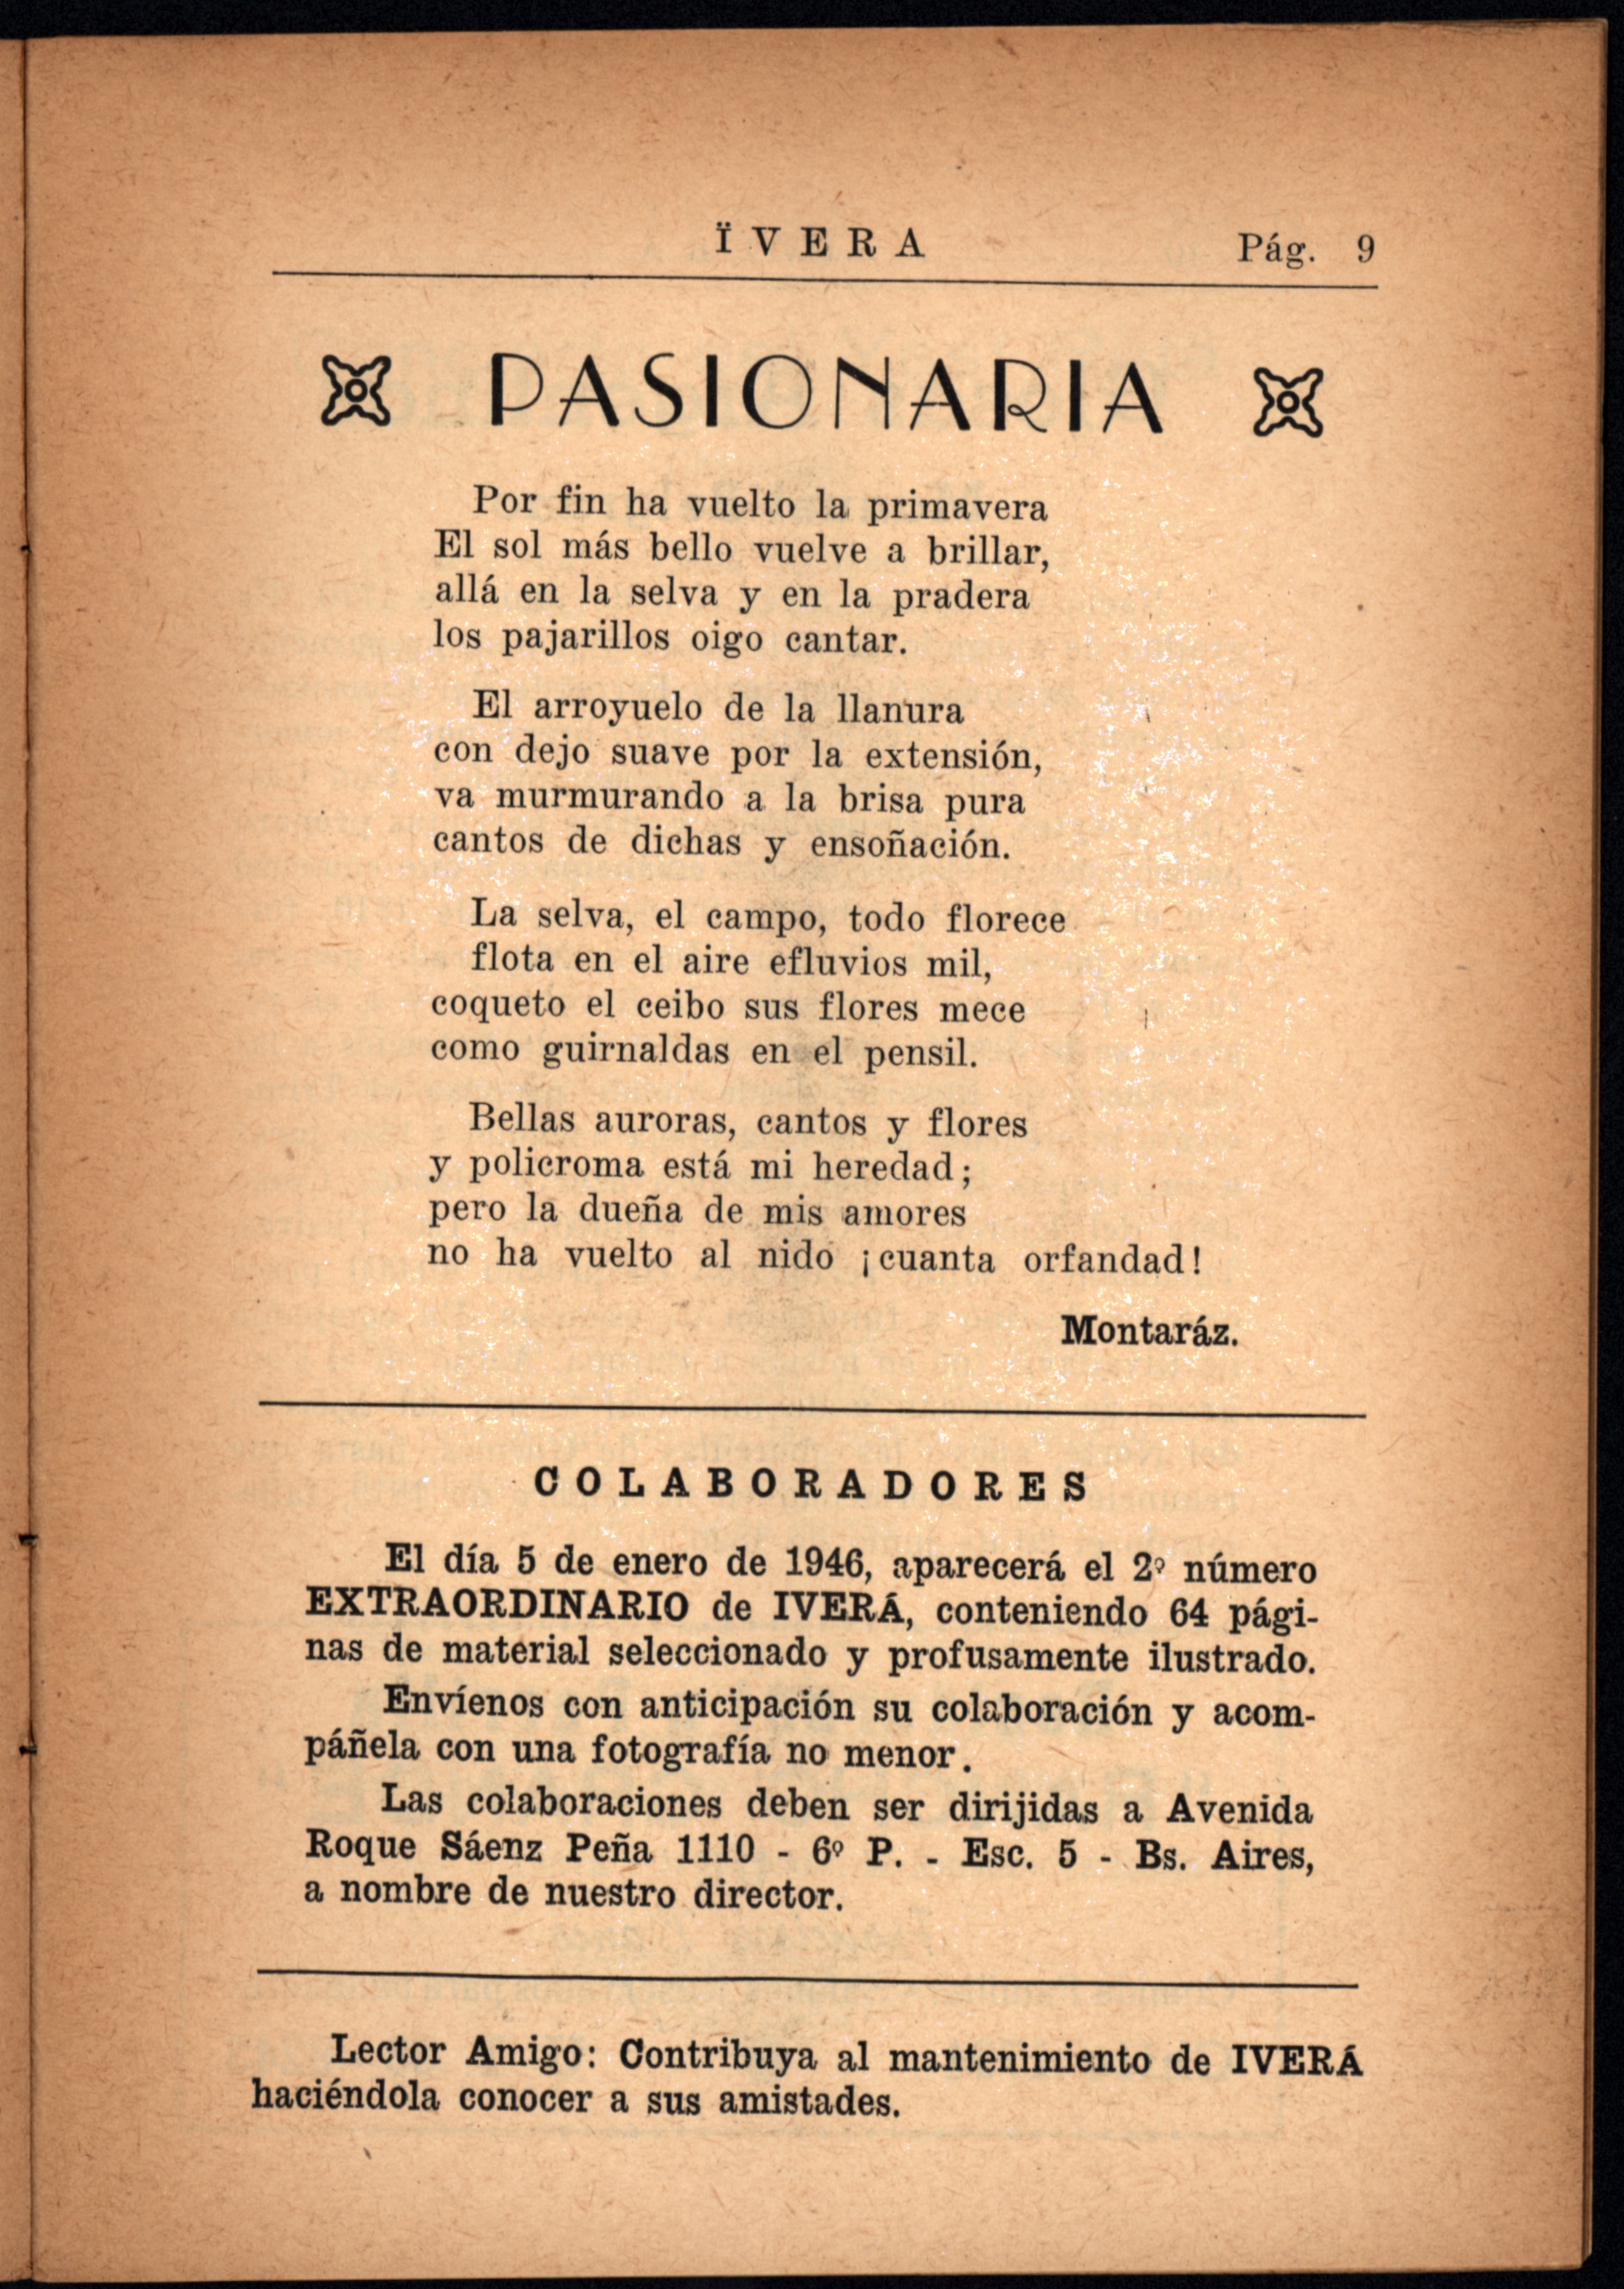 ÏVERA Pág. 9
PASIONARIA
Por fin ha vuelto la primavera
El sol más bello vuelve a brillar,
allá en la selva y en la pradera
los pajarillos oigo cantar.
El arroyuelo de la llanura
con dejo suave por la extensión,
va murmurando a la brisa pura
cantos de dichas y ensoñación.
La selva, el campo, todo florece
flota en el aire efluvios mil,
coqueto el ceibo sus flores mece
como guirnaldas en el pensil.
Bellas auroras, cantos y flores
y policroma está mi heredad;
pero la dueña de mis amores
no ha vuelto al nido ¡cuanta orfandad!
Montaráz.
COLABORADORES
El día 5 de enero de 1946, aparecerá el 2º número
EXTRAORDINARIO de IVERÁ, conteniendo 64 pági-
nas de material seleccionado y profusamente ilustrado.
Envíenos con anticipación su colaboración y acom-
páñela con una fotografía no menor.
Las colaboraciones deben ser dirijidas a Avenida
Roque Sáenz Peña 1110 - 6º P. - Esc. 5 - Bs. Aires,
a nombre de nuestro director.
Lector Amigo: Contribuya al mantenimiento de IVERÁ
haciéndola conocer a sus amistades.